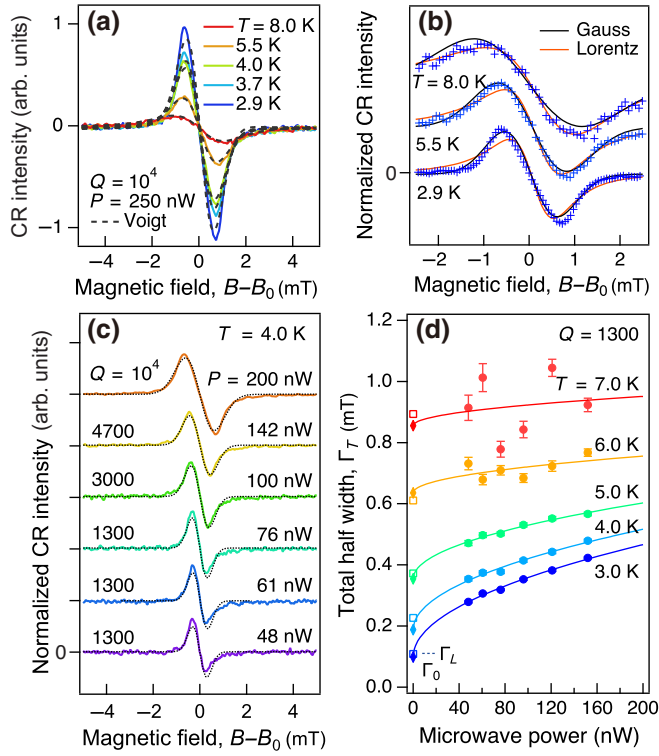 (a)
CR intensity (arb. units)
1
0
−1
T = 8.0 K
5.5 K
4.0 K
3.7 K
2.9 K
Q = 10⁴
P = 250 nW
Voigt
−4
−2
0
2
4
Magnetic field, B−B₀ (mT)
(b)
Normalized CR intensity
0
Gauss
Lorentz
T = 8.0 K
5.5 K
2.9 K
−2
−1
0
1
2
Magnetic field, B−B₀ (mT)
(c)
Normalized CR intensity (arb. units)
0
T = 4.0 K
Q = 10⁴
P = 200 nW
4700
142 nW
3000
100 nW
1300
76 nW
1300
61 nW
1300
48 nW
−4
−2
0
2
4
Magnetic field, B−B₀ (mT)
(d)
Total half width, Γ_T (mT)
1.2
1.0
0.8
0.6
0.4
0.2
0.0
Q = 1300
T = 7.0 K
6.0 K
5.0 K
4.0 K
3.0 K
Γ_L
Γ₀
0
40
80
120
160
200
Microwave power (nW)